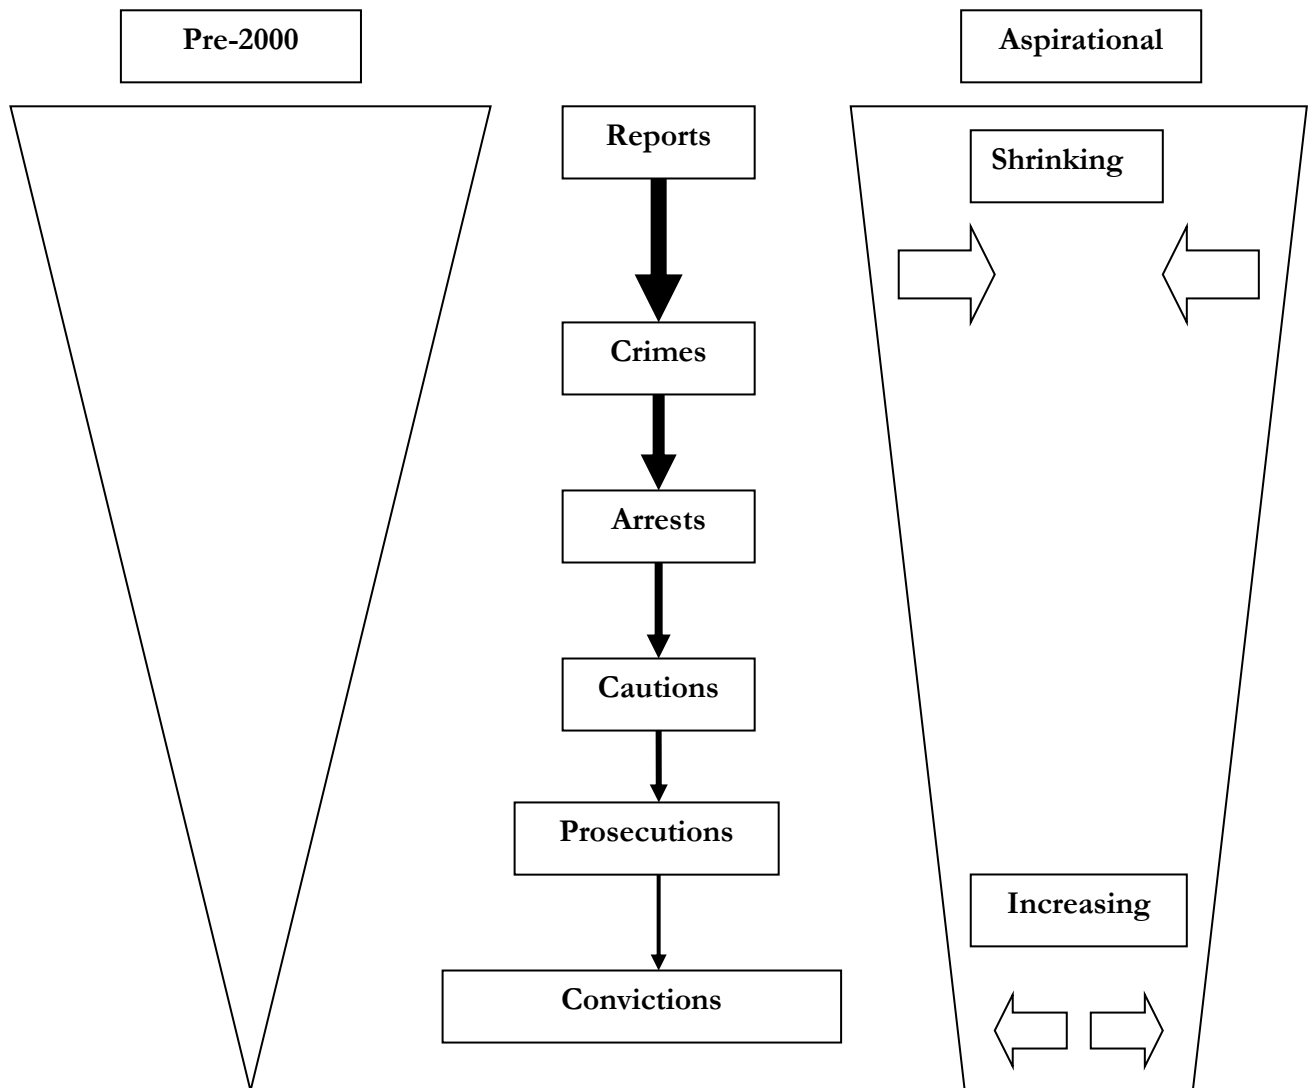 Pre-2000
Aspirational
Reports
Shrinking
Crimes
Arrests
Cautions
Prosecutions
Increasing
Convictions